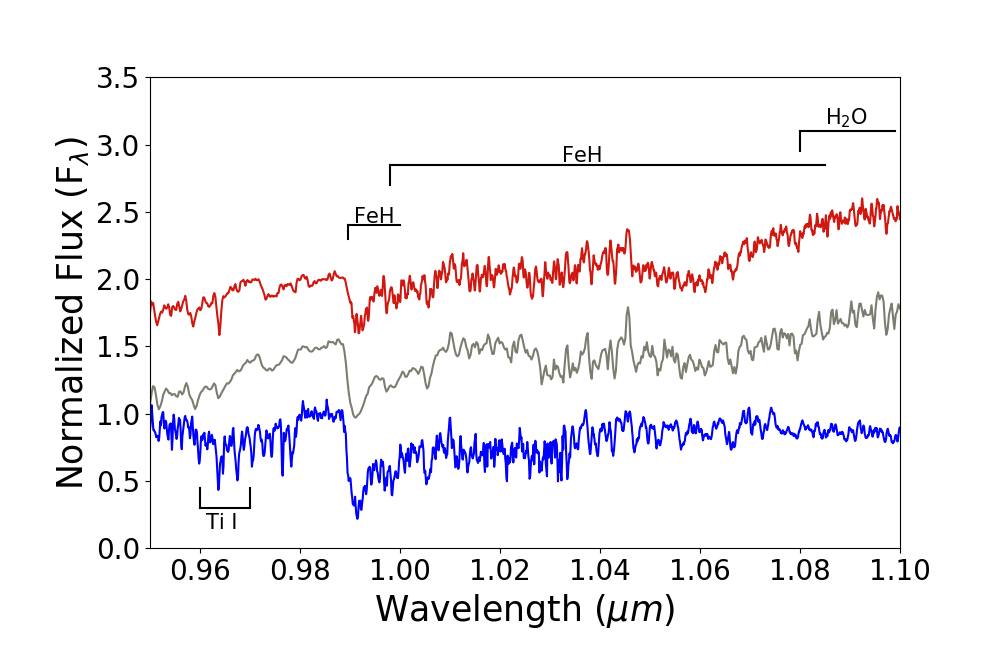 3.5
3.0
2.5
2.0
1.5
1.0
0.5
0.0
Normalized Flux (F_λ)
H₂O
FeH
FeH
Ti I
0.96 0.98 1.00 1.02 1.04 1.06 1.08 1.10
Wavelength (μm)